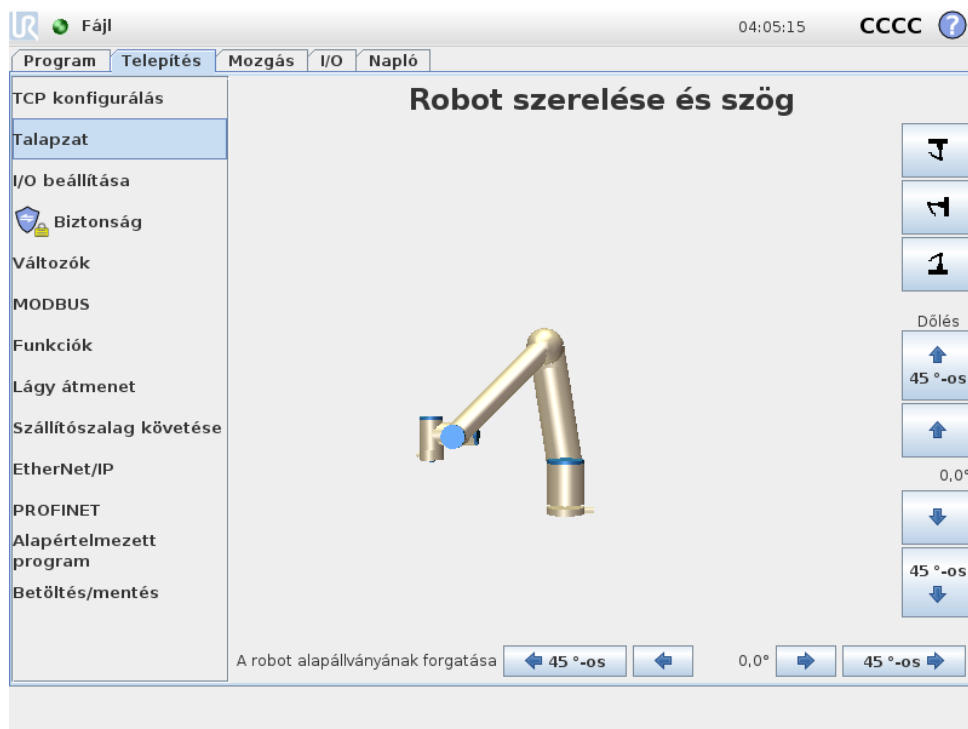 UR
Fájl
04:05:15
CCCC
?
Program
Telepítés
Mozgás
I/O
Napló
TCP konfigurálás
Talapzat
I/O beállítása
Biztonság
Változók
MODBUS
Funkciók
Lágy átmenet
Szállítószalag követése
EtherNet/IP
PROFINET
Alapértelmezett
program
Betöltés/mentés
Robot szerelése és szög
Dőlés
45 °-os
0,0°
45 °-os
A robot alapállványának forgatása
45 °-os
0,0°
45 °-os